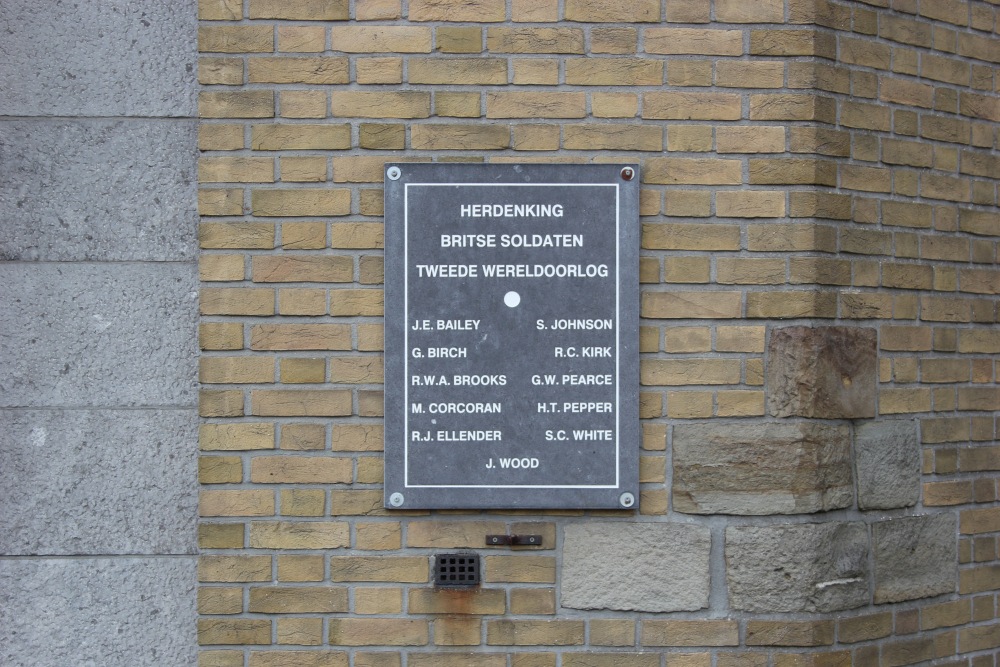 HERDENKING
BRITSE SOLDATEN
TWEEDE WERELDOORLOG
J.E. BAILEY S. JOHNSON
G. BIRCH R.C. KIRK
R.W.A. BROOKS G.W. PEARCE
M. CORCORAN H.T. PEPPER
R.J. ELLENDER S.C. WHITE
J. WOOD